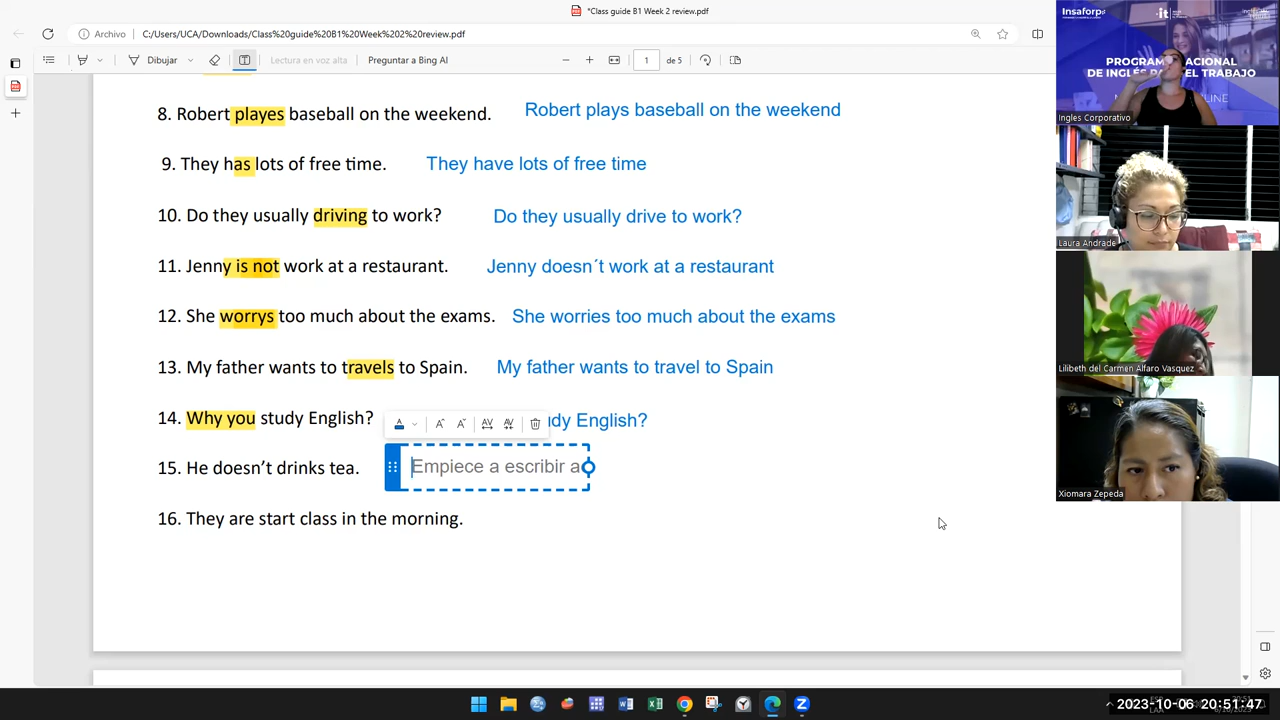 *Class guide B1 Week 2 review.pdf
Archivo
C:/Users/UCA/Downloads/Class%20guide%20B1%20Week%202%20review.pdf
Dibujar
Lectura en voz alta
Preguntar a Bing AI
1
de 5
8. Robert playes baseball on the weekend. Robert plays baseball on the weekend
9. They has lots of free time. They have lots of free time
10. Do they usually driving to work? Do they usually drive to work?
11. Jenny is not work at a restaurant. Jenny doesn´t work at a restaurant
12. She worrys too much about the exams. She worries too much about the exams
13. My father wants to travels to Spain. My father wants to travel to Spain
14. Why you study English? udy English?
15. He doesn't drinks tea. Empiece a escribir a
16. They are start class in the morning.
Insaforp
it
Ingles Corporativo
Laura Andrade
Lilibeth del Carmen Alfaro Vasquez
Xiomara Zepeda
2023-10-06 20:51:47